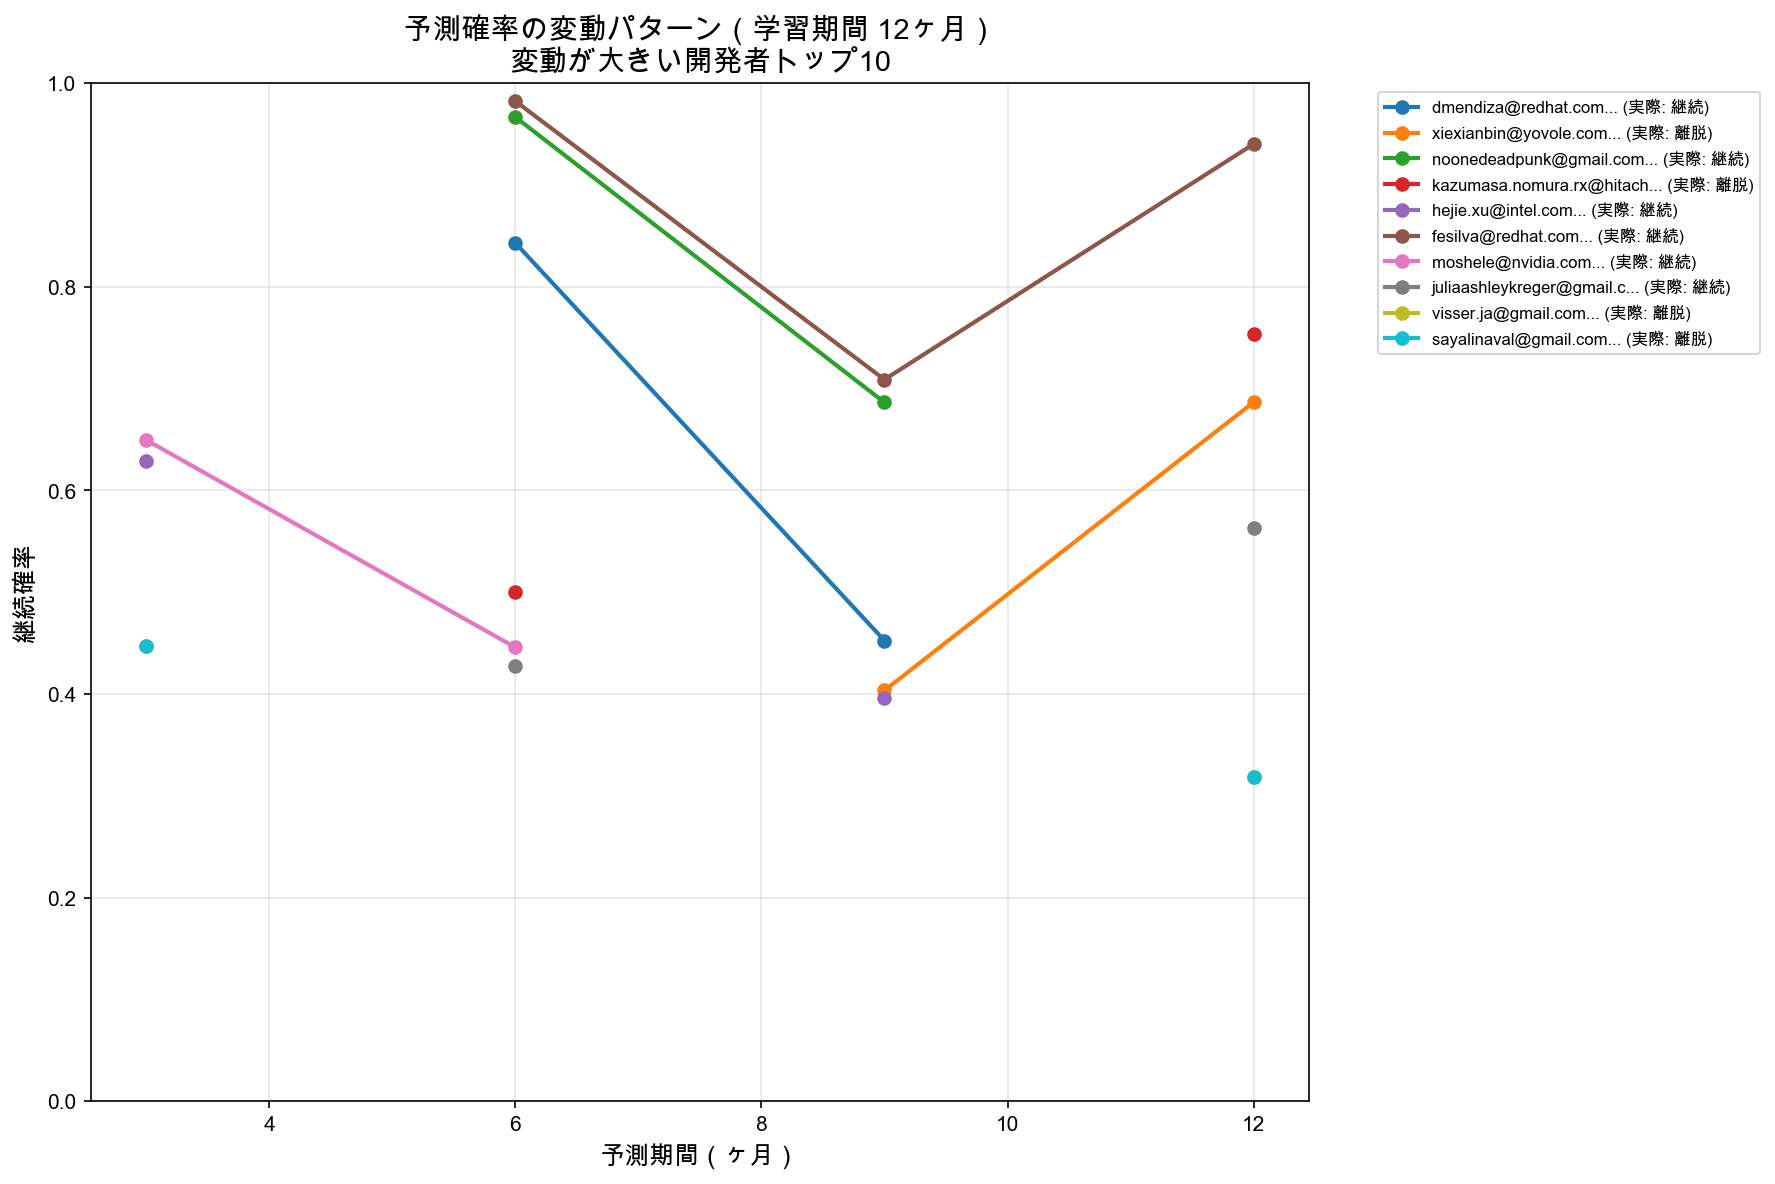 予測確率の変動パターン（学習期間 12ヶ月）
変動が大きい開発者トップ10
継続確率
1.0
0.8
0.6
0.4
0.2
0.0
4
6
8
10
12
予測期間（ヶ月）
dmendiza@redhat.com... (実際: 継続)
xiexianbin@yovole.com... (実際: 離脱)
noonedeadpunk@gmail.com... (実際: 継続)
kazumasa.nomura.rx@hitach... (実際: 離脱)
hejie.xu@intel.com... (実際: 継続)
fesilva@redhat.com... (実際: 継続)
moshele@nvidia.com... (実際: 継続)
juliaashleykreger@gmail.c... (実際: 継続)
visser.ja@gmail.com... (実際: 離脱)
sayalinaval@gmail.com... (実際: 離脱)